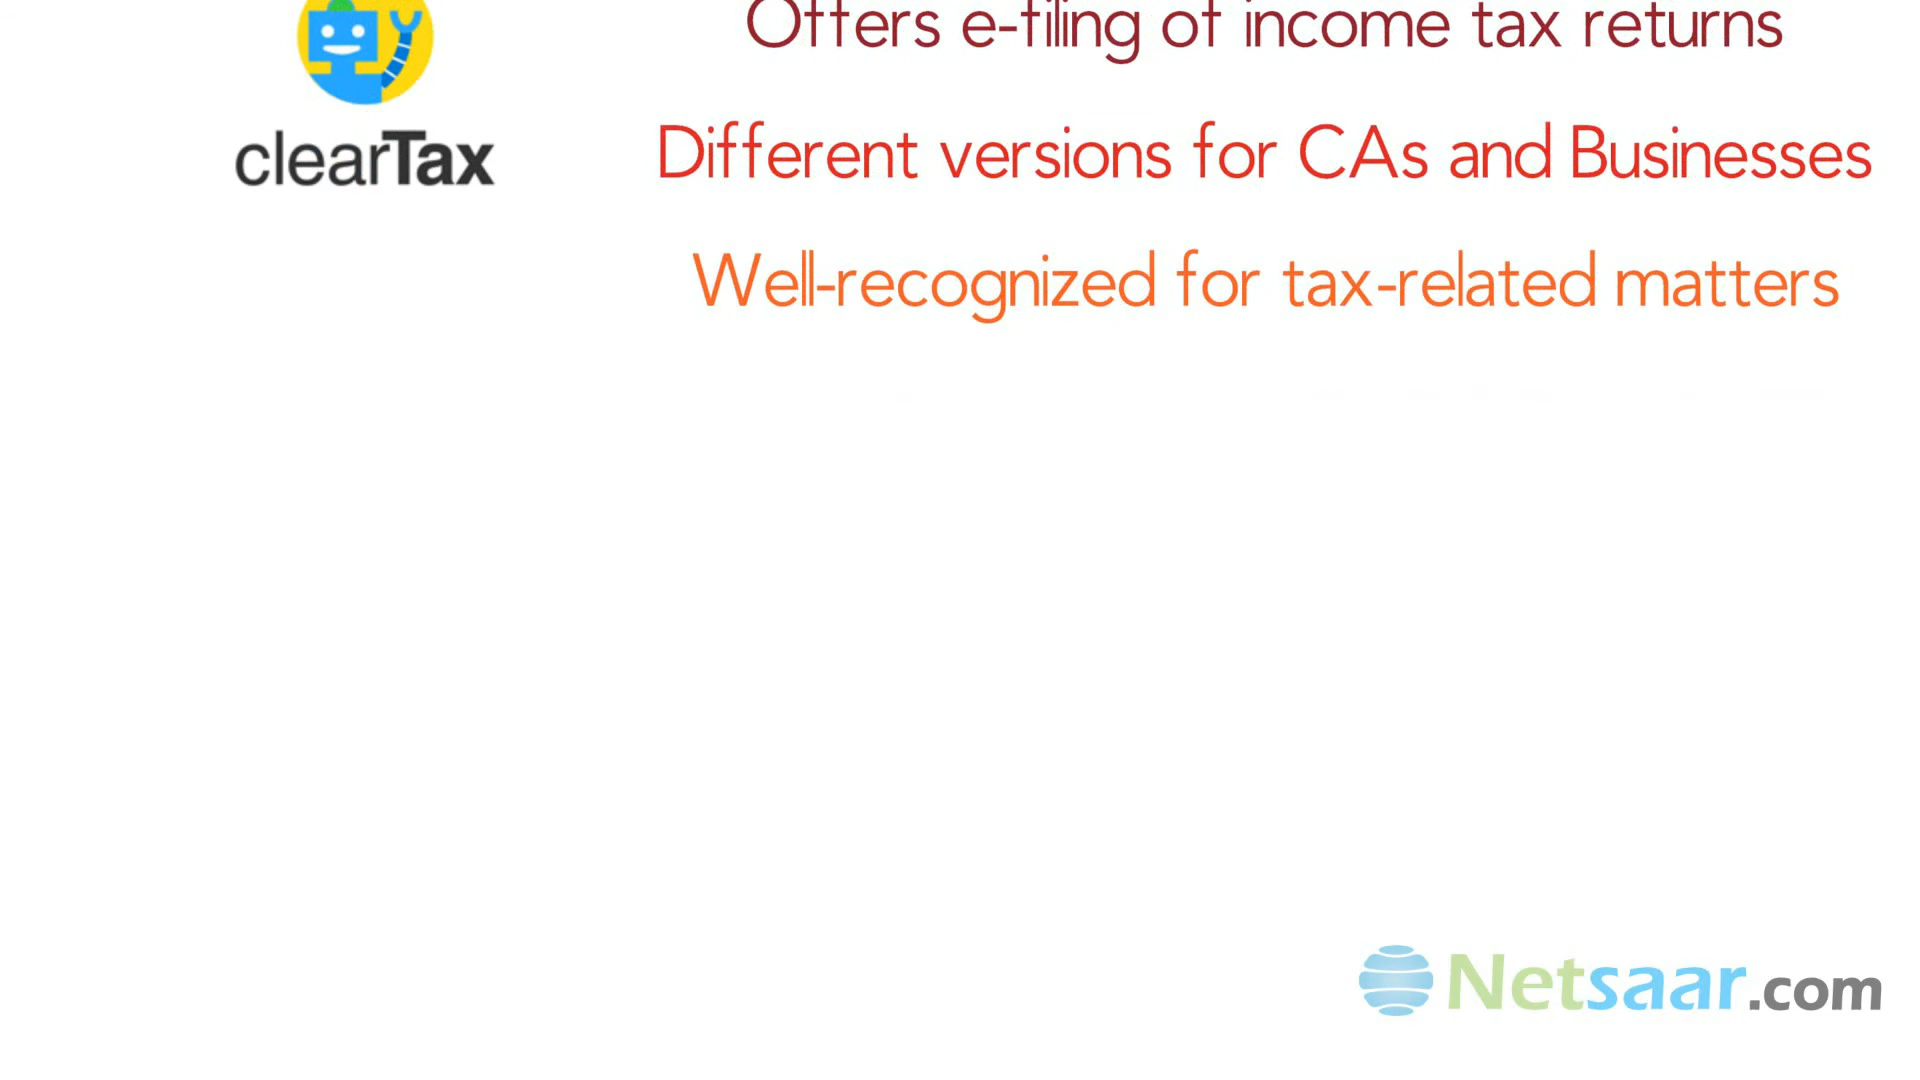 Offers e-filing of income tax returns
clearTax
Different versions for CAs and Businesses
Well-recognized for tax-related matters
Netsaar.com